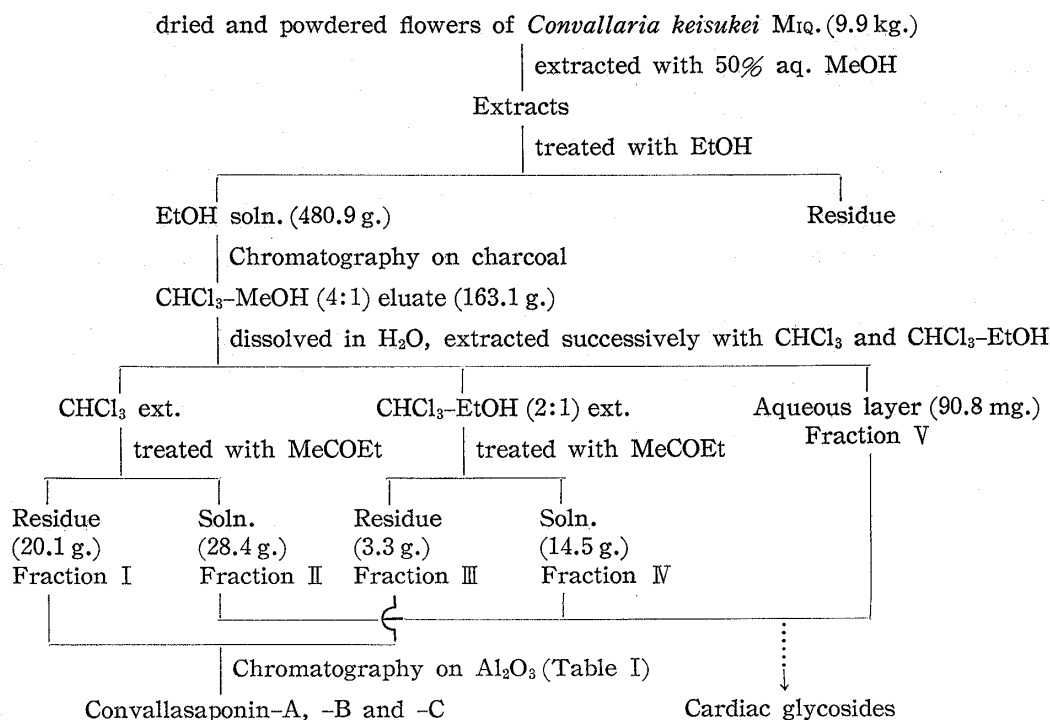 dried and powdered flowers of Convallaria keisukei MIQ. (9.9 kg.)
extracted with 50% aq. MeOH
Extracts
treated with EtOH
EtOH soln. (480.9 g.)
Residue
Chromatography on charcoal
CHCl₃-MeOH (4:1) eluate (163.1 g.)
dissolved in H₂O, extracted successively with CHCl₃ and CHCl₃-EtOH
CHCl₃ ext.
CHCl₃-EtOH (2:1) ext.
Aqueous layer (90.8 mg.)
Fraction V
treated with MeCOEt
treated with MeCOEt
Residue
(20.1 g.)
Fraction I
Soln.
(28.4 g.)
Fraction II
Residue
(3.3 g.)
Fraction III
Soln.
(14.5 g.)
Fraction IV
Chromatography on Al₂O₃ (Table I)
Convallasaponin-A, -B and -C
Cardiac glycosides